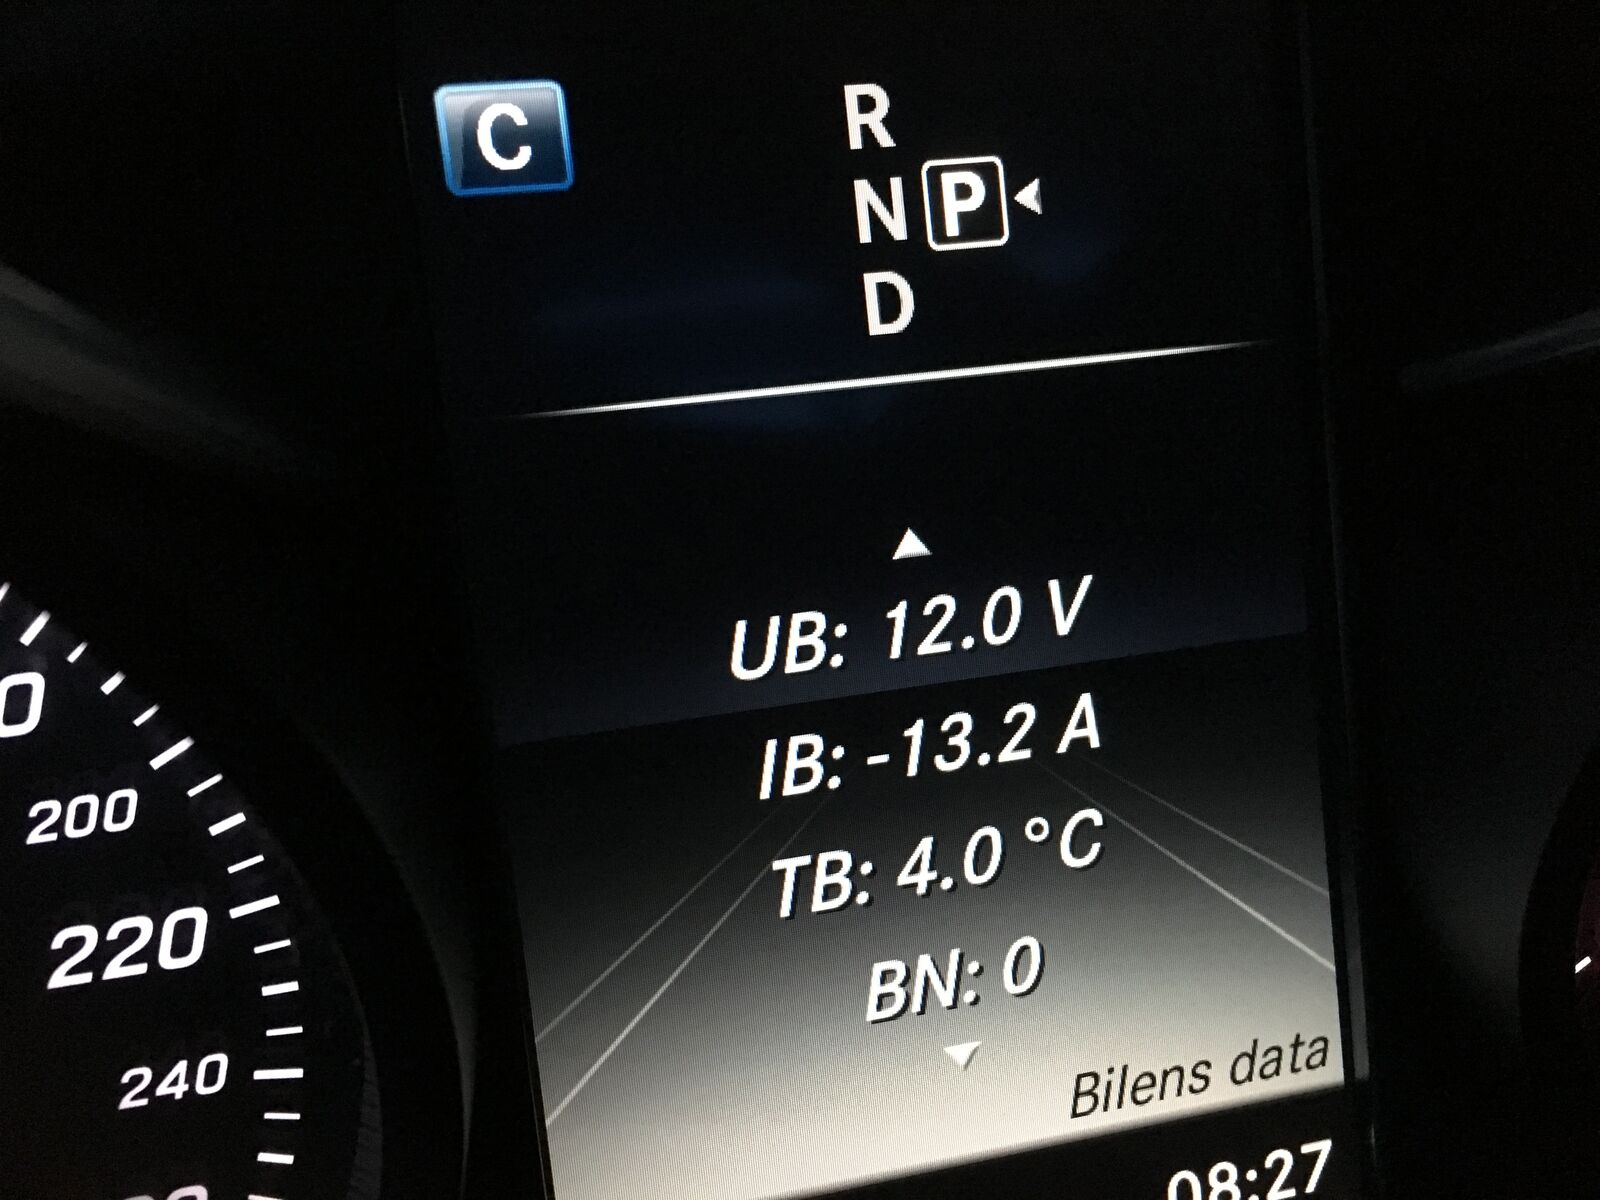 C
R
N P
D
UB: 12.0 V
IB: -13.2 A
TB: 4.0 °C
BN: 0
Bilens data
08:27
200
220
240